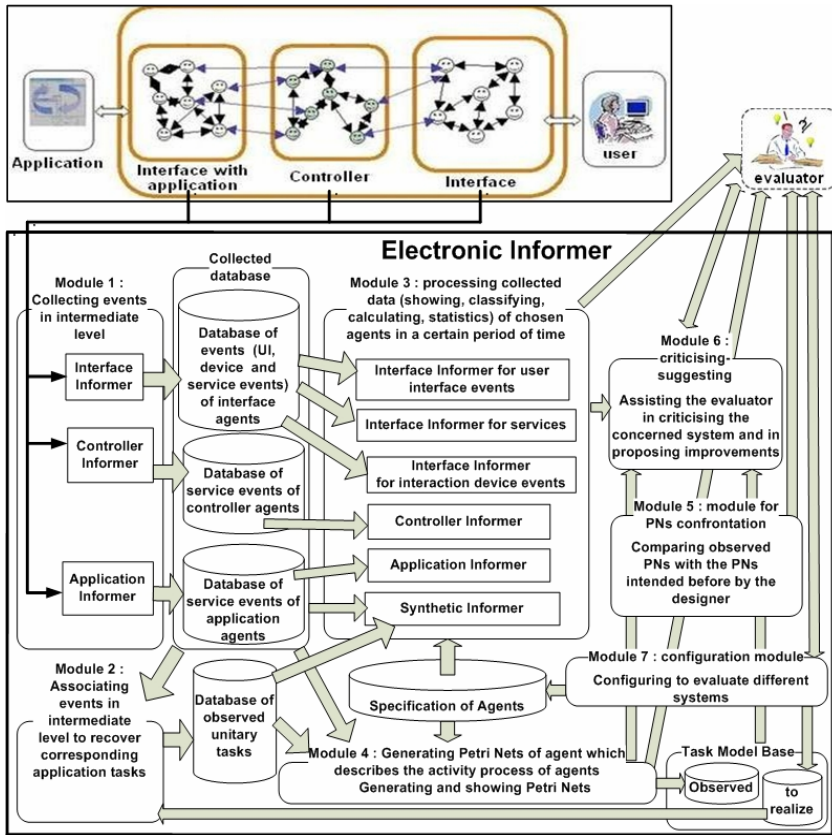 Application
Interface with
application
Controller
Interface
user
evaluator
Electronic Informer
Module 1 :
Collecting events
in intermediate
level
Interface
Informer
Controller
Informer
Application
Informer
Collected
database
Database of
events (UI,
device and
service events)
of interface
agents
Database of
service events of
controller agents
Database of
service events of
application
agents
Module 3 : processing collected
data (showing, classifying,
calculating, statistics) of chosen
agents in a certain period of time
Interface Informer for user
interface events
Interface Informer for services
Interface Informer
for interaction device events
Controller Informer
Application Informer
Synthetic Informer
Module 6 :
criticising-
suggesting
Assisting the evaluator
in criticising the
concerned system and in
proposing improvements
Module 5 : module for
PNs confrontation
Comparing observed
PNs with the PNs
intended before by the
designer
Module 7 : configuration module
Configuring to evaluate different
systems
Module 2 :
Associating
events in
intermediate
level to recover
corresponding
application tasks
Database of
observed
unitary
tasks
Specification of Agents
Module 4 : Generating Petri Nets of agent which
describes the activity process of agents
Generating and showing Petri Nets
Task Model Base
Observed
to
realize